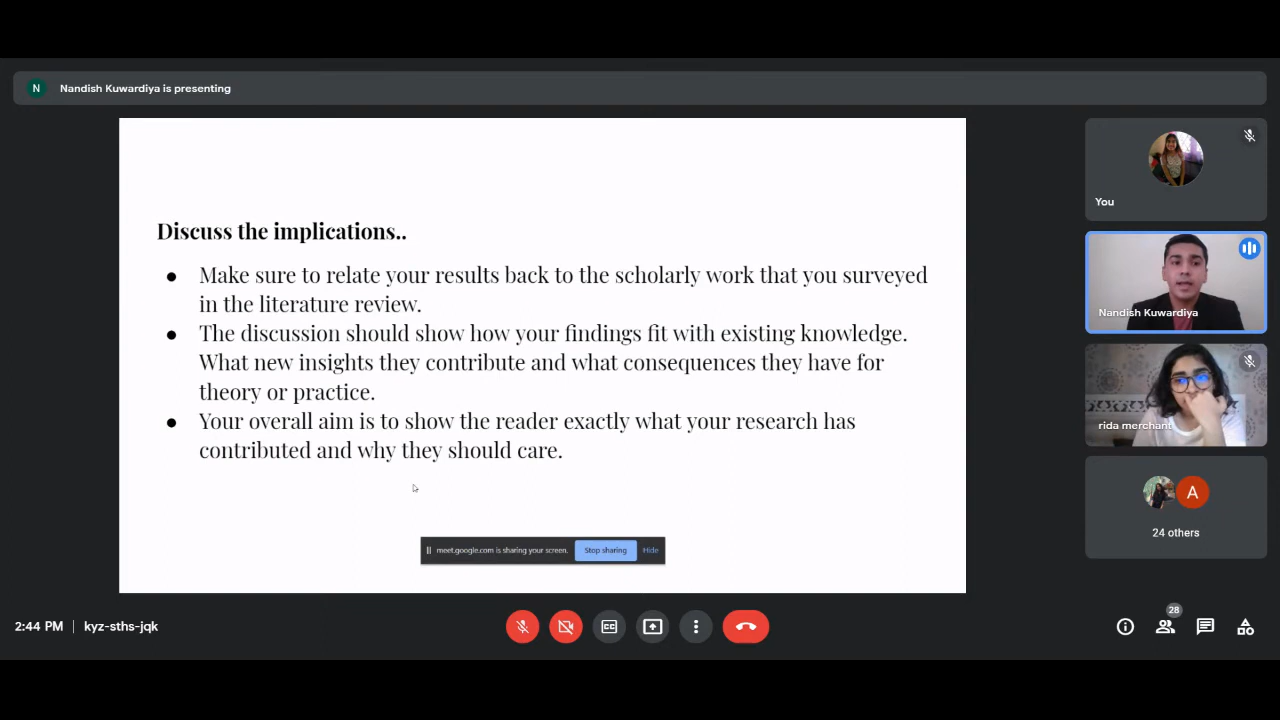 N Nandish Kuwardiya is presenting
Discuss the implications..
● Make sure to relate your results back to the scholarly work that you surveyed
in the literature review.
● The discussion should show how your findings fit with existing knowledge.
What new insights they contribute and what consequences they have for
theory or practice.
● Your overall aim is to show the reader exactly what your research has
contributed and why they should care.
meet.google.com is sharing your screen. Stop sharing Hide
You
Nandish Kuwardiya
rida merchant
A
24 others
2:44 PM | kyz-sths-jqk
CC
28